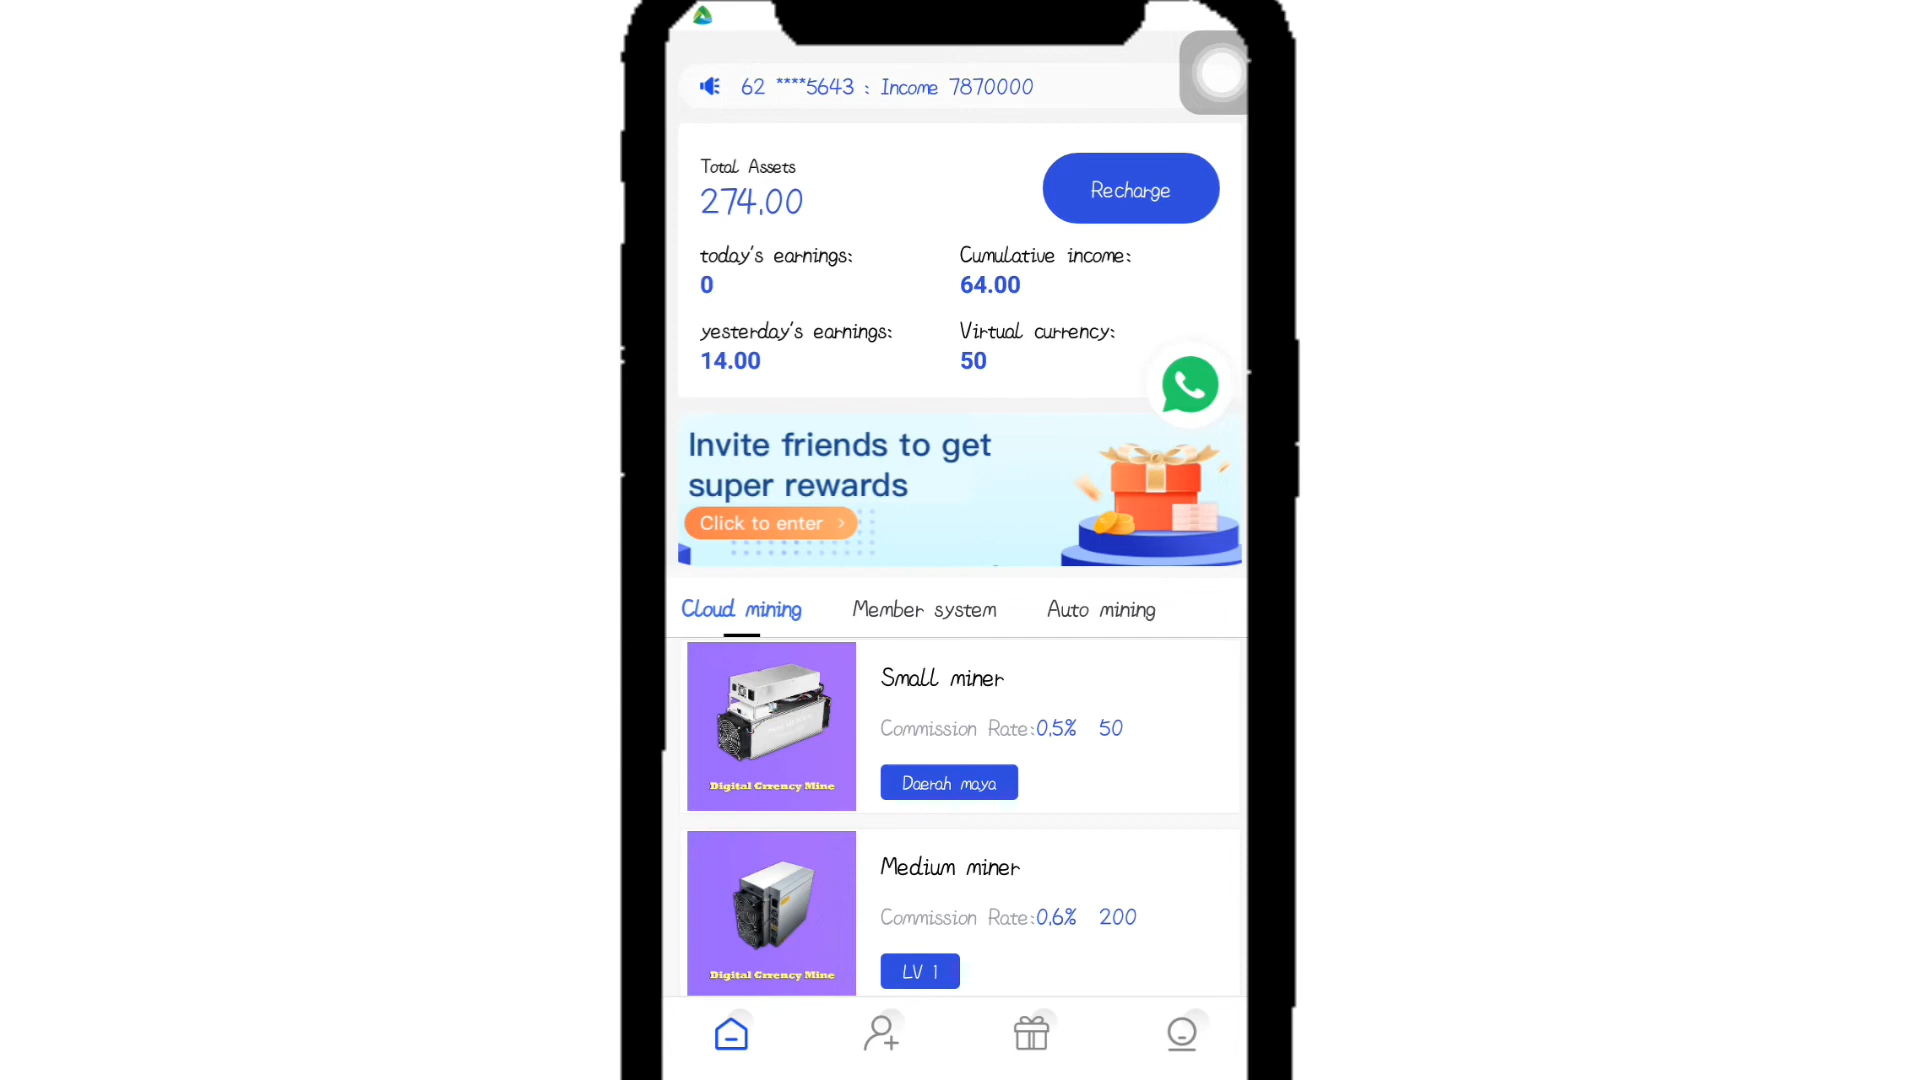 62 ****5643 : Income 7870000
Total Assets
274.00
Recharge
today's earnings:
0
Cumulative income:
64.00
yesterday's earnings:
14.00
Virtual currency:
50
Invite friends to get
super rewards
Click to enter >
Cloud mining Member system Auto mining
Small miner
Commission Rate:0.5% 50
Daerah maya
Digital Crrency Mine
Medium miner
Commission Rate:0.6% 200
LV 1
Digital Crrency Mine